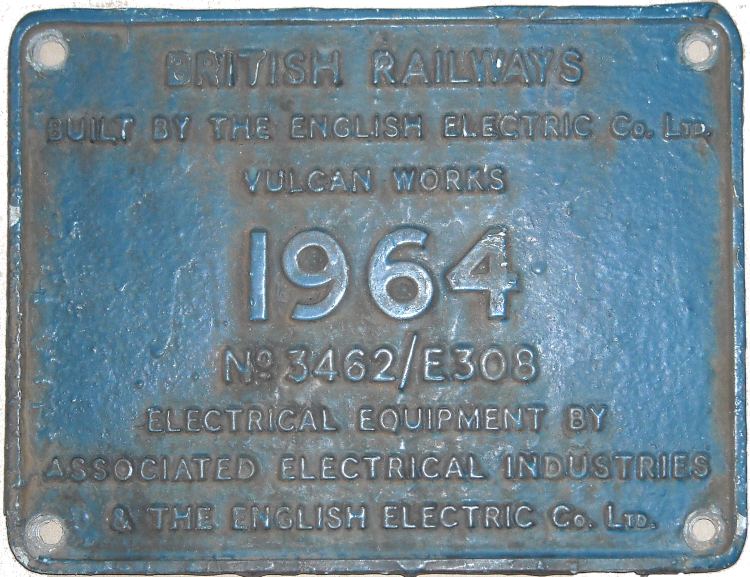 BRITISH RAILWAYS
BUILT BY THE ENGLISH ELECTRIC Co. LTD.
VULCAN WORKS
1964
No 3462/E308
ELECTRICAL EQUIPMENT BY
ASSOCIATED ELECTRICAL INDUSTRIES
& THE ENGLISH ELECTRIC Co. LTD.